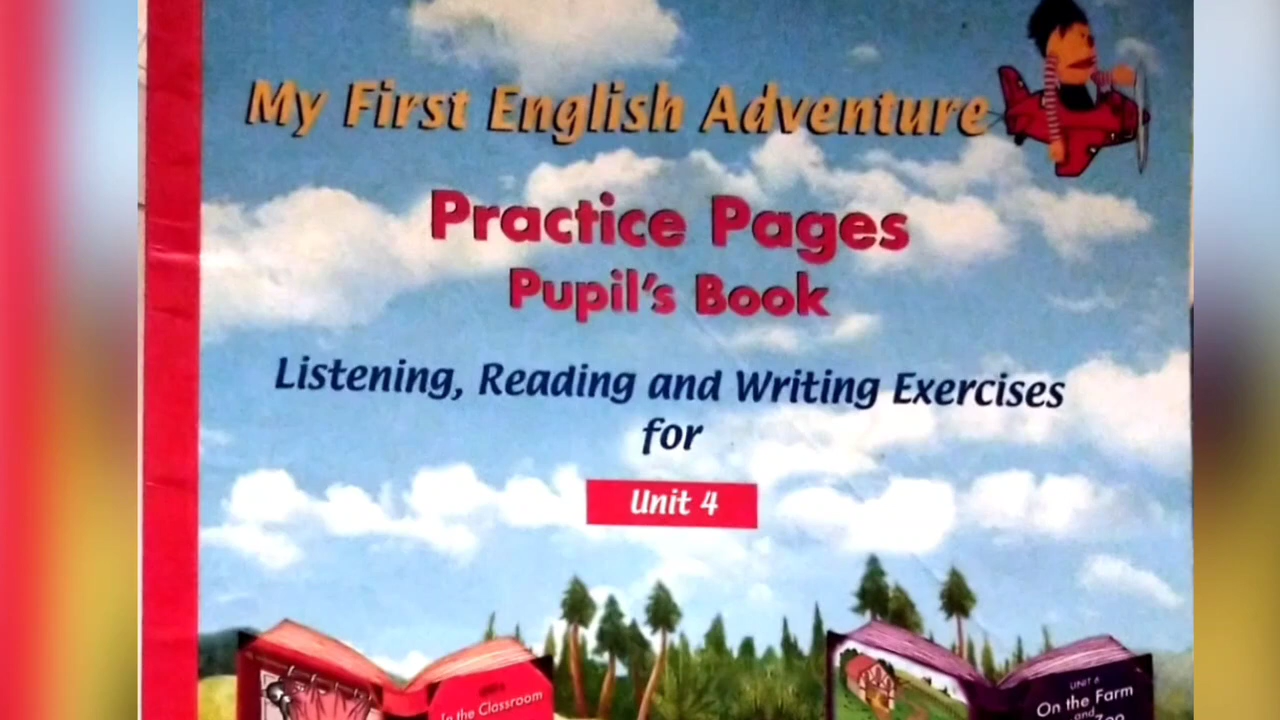 My First English Adventure
Practice Pages
Pupil's Book
Listening, Reading and Writing Exercises
for
Unit 4
In the Classroom
UNIT 6
On the Farm
and
Zoo